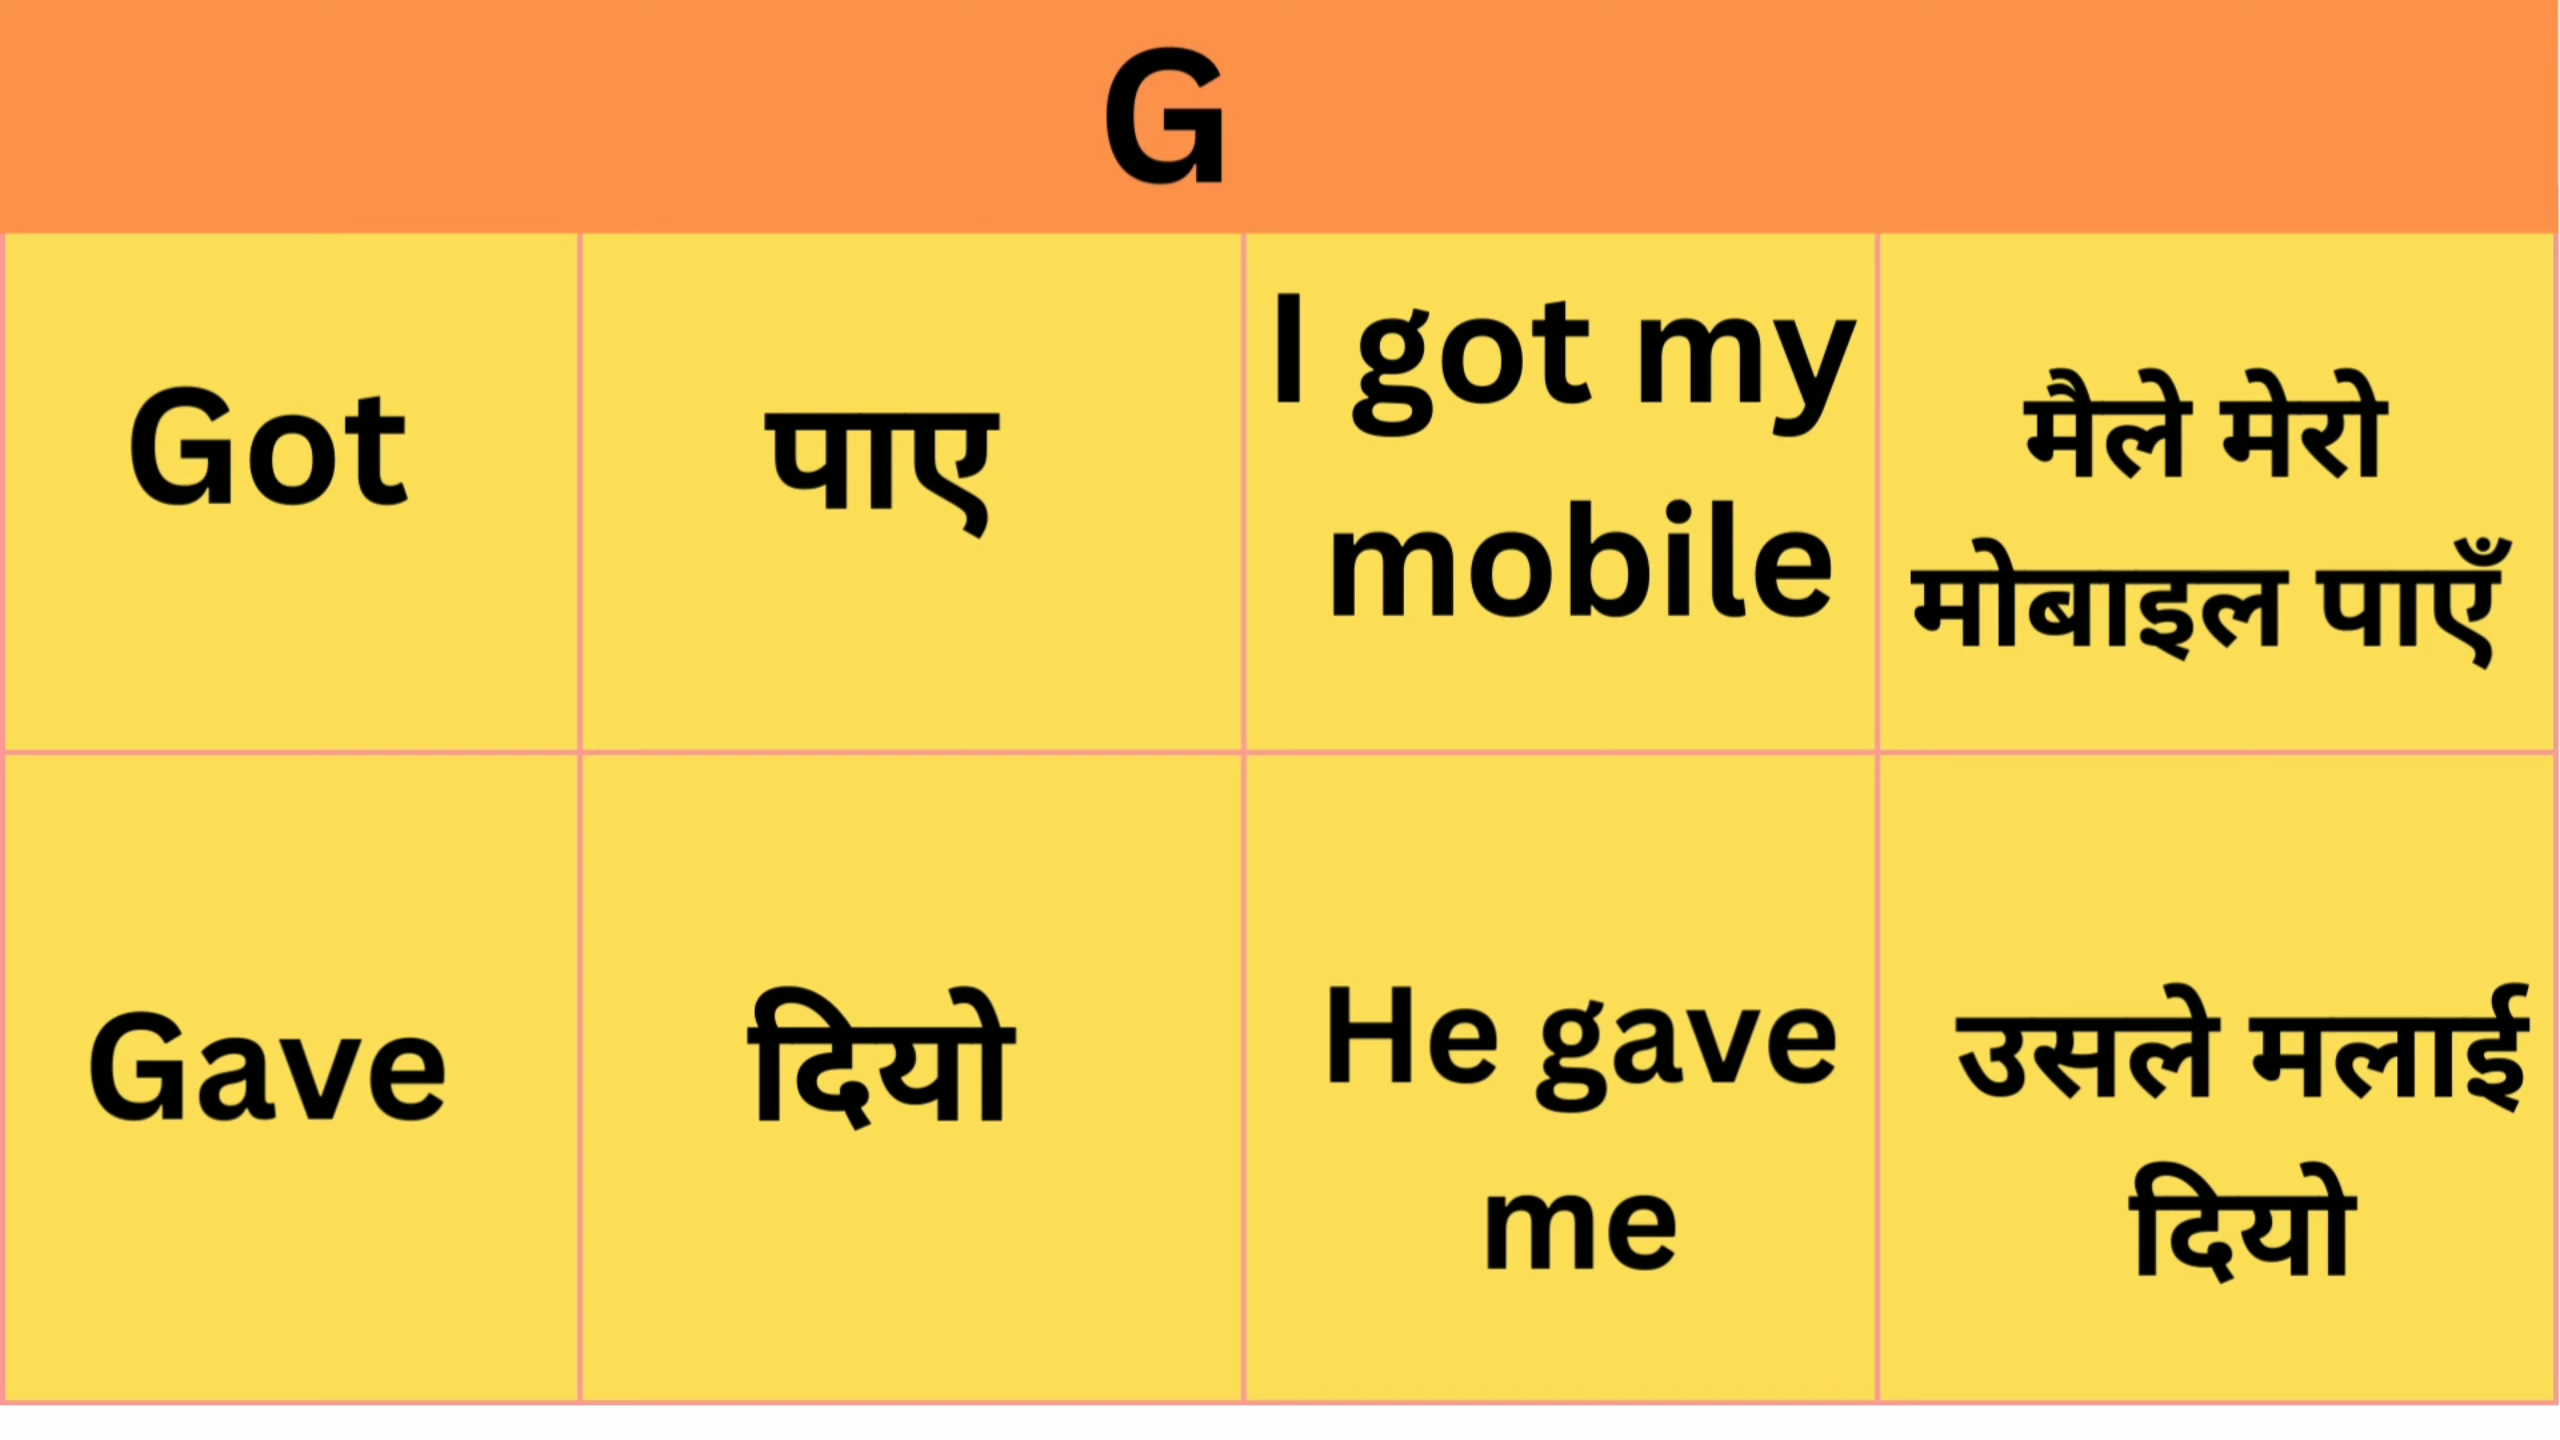 G
Got
पाए
I got my
mobile
मैले मेरो
मोबाइल पाएँ
Gave
दियो
He gave
me
उसले मलाई
दियो